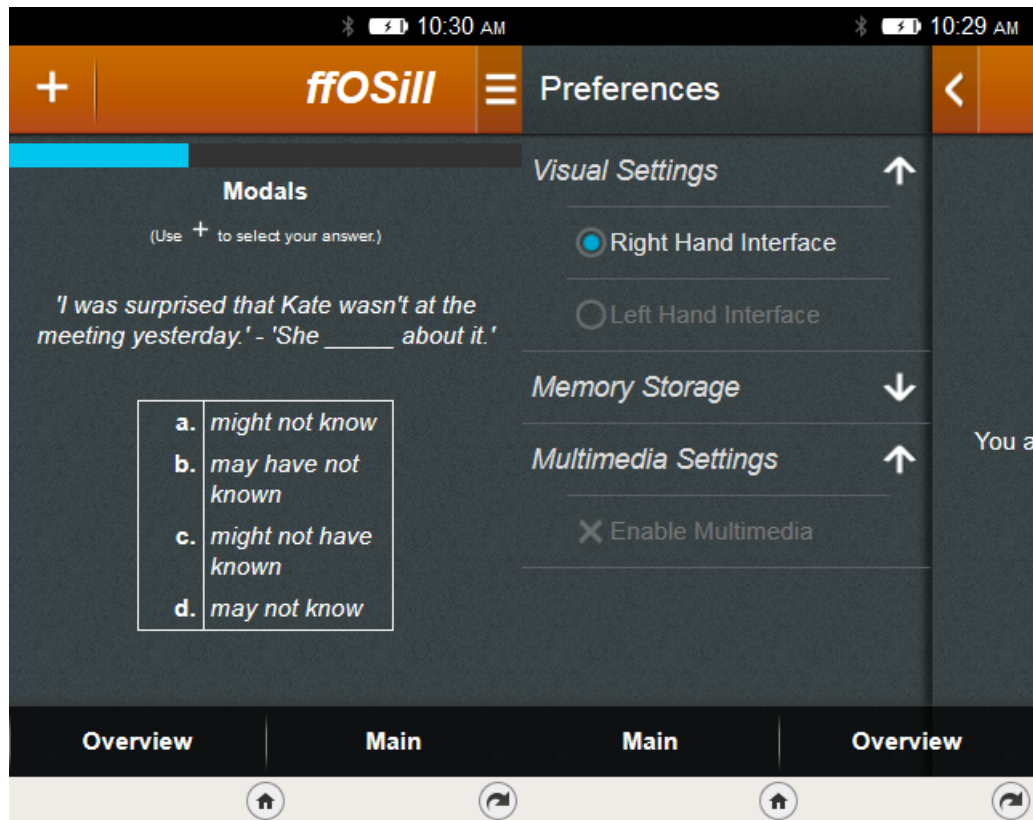 10:30 AM
+ ffOSill
Modals
(Use + to select your answer.)
'I was surprised that Kate wasn't at the
meeting yesterday.' - 'She _____ about it.'
a. might not know
b. may have not
known
c. might not have
known
d. may not know
Overview Main
10:29 AM
Preferences
Visual Settings
Right Hand Interface
Left Hand Interface
Memory Storage
Multimedia Settings
Enable Multimedia
You a
Main Overview